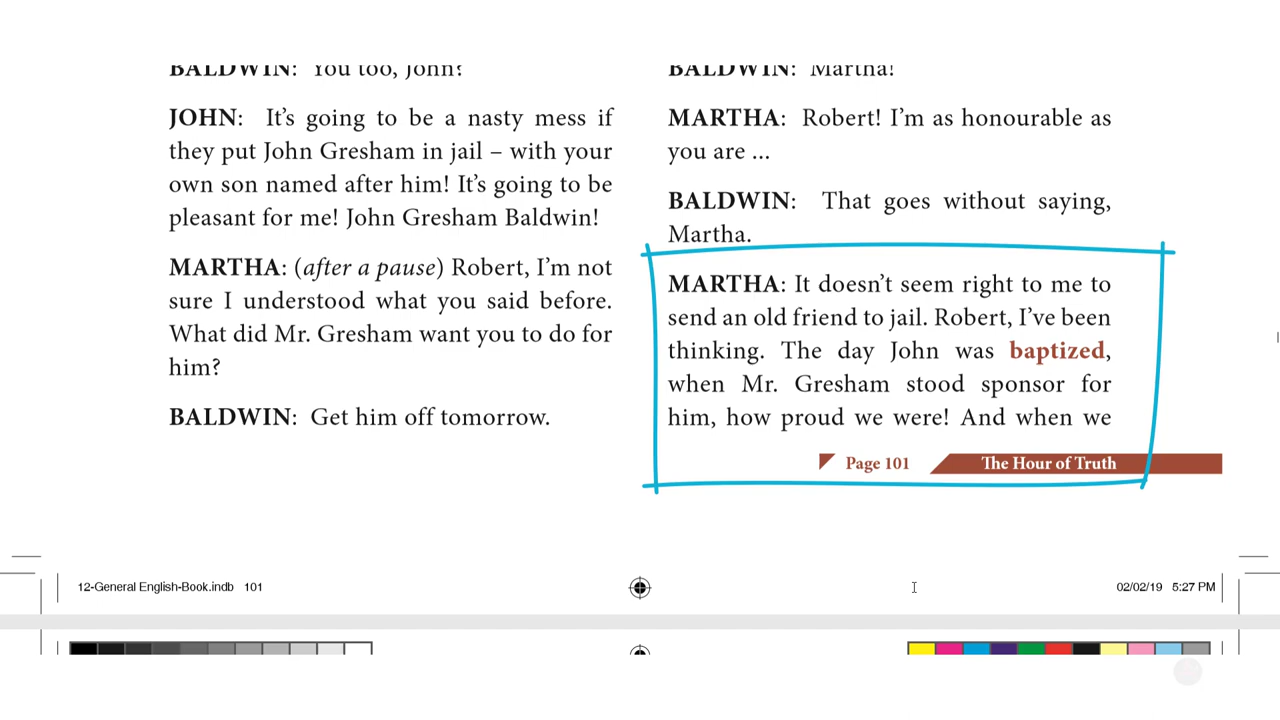 BALDWIN: You too, John?
JOHN: It's going to be a nasty mess if
they put John Gresham in jail – with your
own son named after him! It's going to be
pleasant for me! John Gresham Baldwin!
MARTHA: (after a pause) Robert, I'm not
sure I understood what you said before.
What did Mr. Gresham want you to do for
him?
BALDWIN: Get him off tomorrow.
BALDWIN: Martha!
MARTHA: Robert! I'm as honourable as
you are ...
BALDWIN: That goes without saying,
Martha.
MARTHA: It doesn't seem right to me to
send an old friend to jail. Robert, I've been
thinking. The day John was baptized,
when Mr. Gresham stood sponsor for
him, how proud we were! And when we
Page 101 The Hour of Truth
12-General English-Book.indb 101 02/02/19 5:27 PM